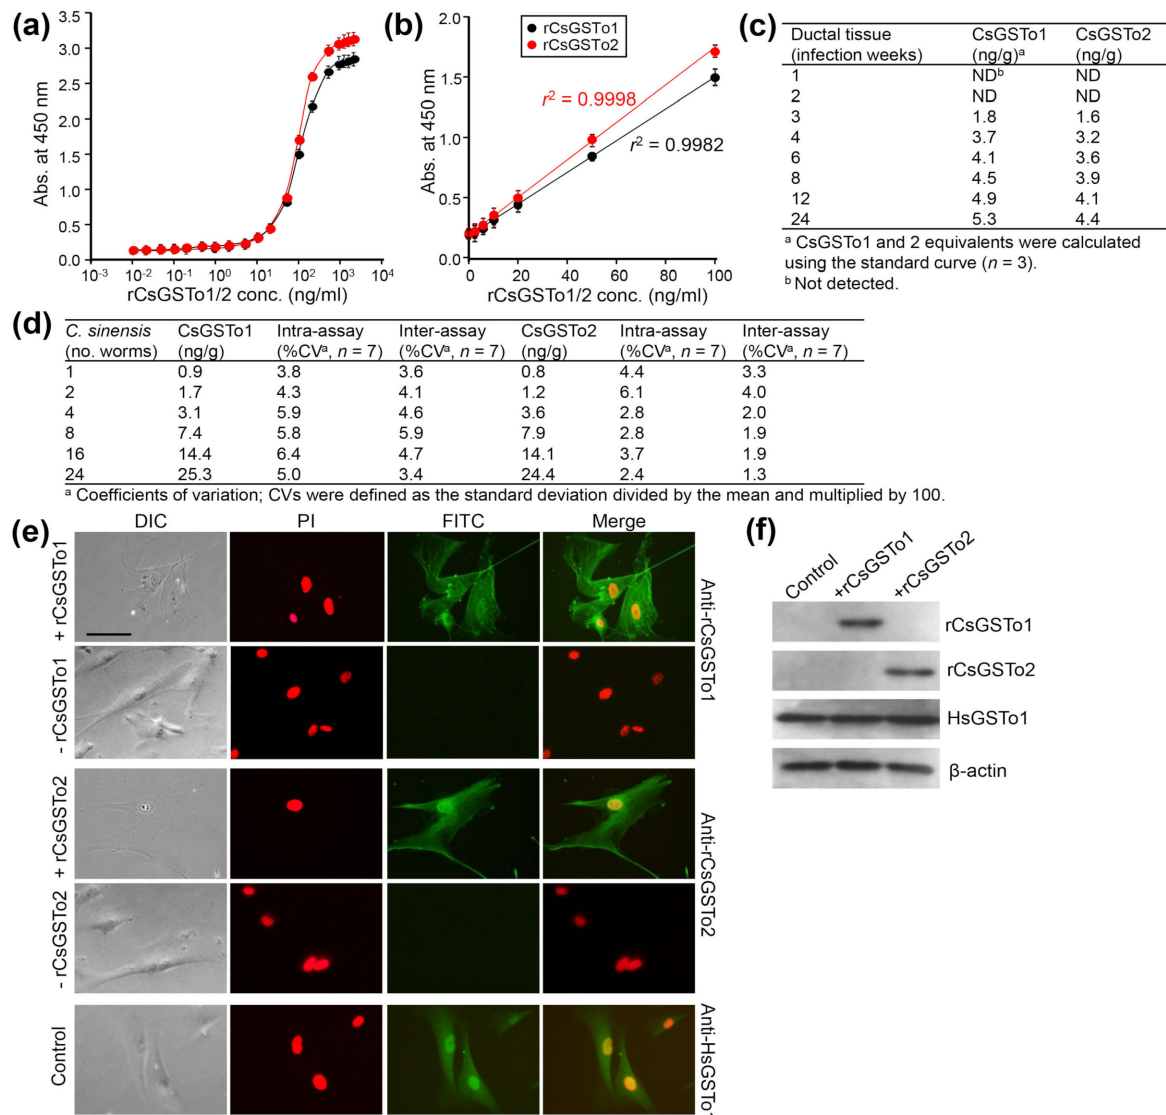 (a)
3.5
3.0
2.5
2.0
1.5
1.0
0.5
0.0
Abs. at 450 nm
10⁻³ 10⁻² 10⁻¹ 10⁰ 10¹ 10² 10³ 10⁴
rCsGSTo1/2 conc. (ng/ml)
(b)
2.0
1.5
1.0
0.5
0.0
Abs. at 450 nm
rCsGSTo1
rCsGSTo2
r² = 0.9998
r² = 0.9982
0 20 40 60 80 100
rCsGSTo1/2 conc. (ng/ml)
(c)
Ductal tissue CsGSTo1 CsGSTo2
(infection weeks) (ng/g)ᵃ (ng/g)
1 NDᵇ ND
2 ND ND
3 1.8 1.6
4 3.7 3.2
6 4.1 3.6
8 4.5 3.9
12 4.9 4.1
24 5.3 4.4
ᵃ CsGSTo1 and 2 equivalents were calculated
using the standard curve (n = 3).
ᵇ Not detected.
(d)
C. sinensis CsGSTo1 Intra-assay Inter-assay CsGSTo2 Intra-assay Inter-assay
(no. worms) (ng/g) (%CVᵃ, n = 7) (%CVᵃ, n = 7) (ng/g) (%CVᵃ, n = 7) (%CVᵃ, n = 7)
1 0.9 3.8 3.6 0.8 4.4 3.3
2 1.7 4.3 4.1 1.2 6.1 4.0
4 3.1 5.9 4.6 3.6 2.8 2.0
8 7.4 5.8 5.9 7.9 2.8 1.9
16 14.4 6.4 4.7 14.1 3.7 1.9
24 25.3 5.0 3.4 24.4 2.4 1.3
ᵃ Coefficients of variation; CVs were defined as the standard deviation divided by the mean and multiplied by 100.
(e)
DIC PI FITC Merge
+ rCsGSTo1
- rCsGSTo1
Anti-rCsGSTo1
+ rCsGSTo2
- rCsGSTo2
Anti-rCsGSTo2
Control
(f)
Control +rCsGSTo1 +rCsGSTo2
rCsGSTo1
rCsGSTo2
HsGSTo1
β-actin